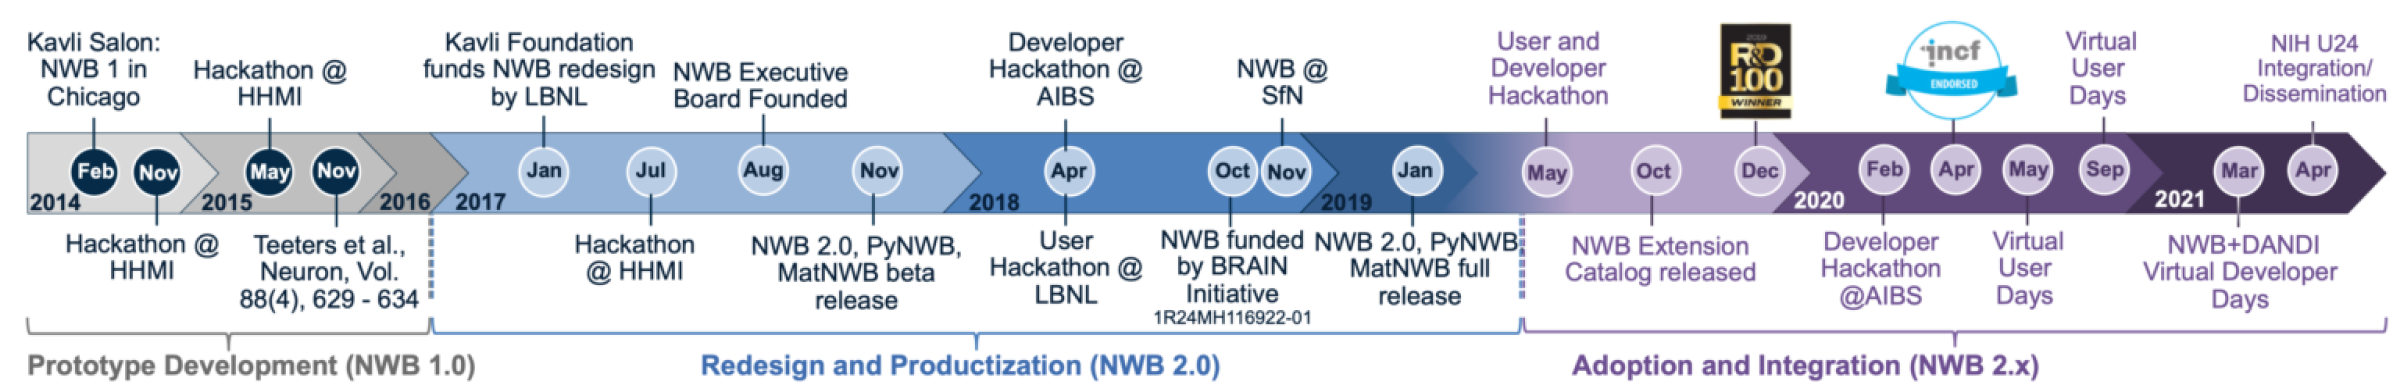 Kavli Salon:
NWB 1 in
Chicago
Hackathon @
HHMI
Kavli Foundation
funds NWB redesign
by LBNL
NWB Executive
Board Founded
Developer
Hackathon @
AIBS
NWB @
SfN
User and
Developer
Hackathon
2019
R&D
100
WINNER
incf
ENDORSED
Virtual
User
Days
NIH U24
Integration/
Dissemination
Feb
Nov
May
Nov
Jan
Jul
Aug
Nov
Apr
Oct
Nov
Jan
May
Oct
Dec
Feb
Apr
May
Sep
Mar
Apr
2014
2015
2016
2017
2018
2019
2020
2021
Hackathon @
HHMI
Teeters et al.,
Neuron, Vol.
88(4), 629 - 634
Hackathon
@ HHMI
NWB 2.0, PyNWB,
MatNWB beta
release
User
Hackathon @
LBNL
NWB funded
by BRAIN
Initiative
1R24MH116922-01
NWB 2.0, PyNWB,
MatNWB full
release
NWB Extension
Catalog released
Developer
Hackathon
@AIBS
Virtual
User
Days
NWB+DANDI
Virtual Developer
Days
Prototype Development (NWB 1.0)
Redesign and Productization (NWB 2.0)
Adoption and Integration (NWB 2.x)